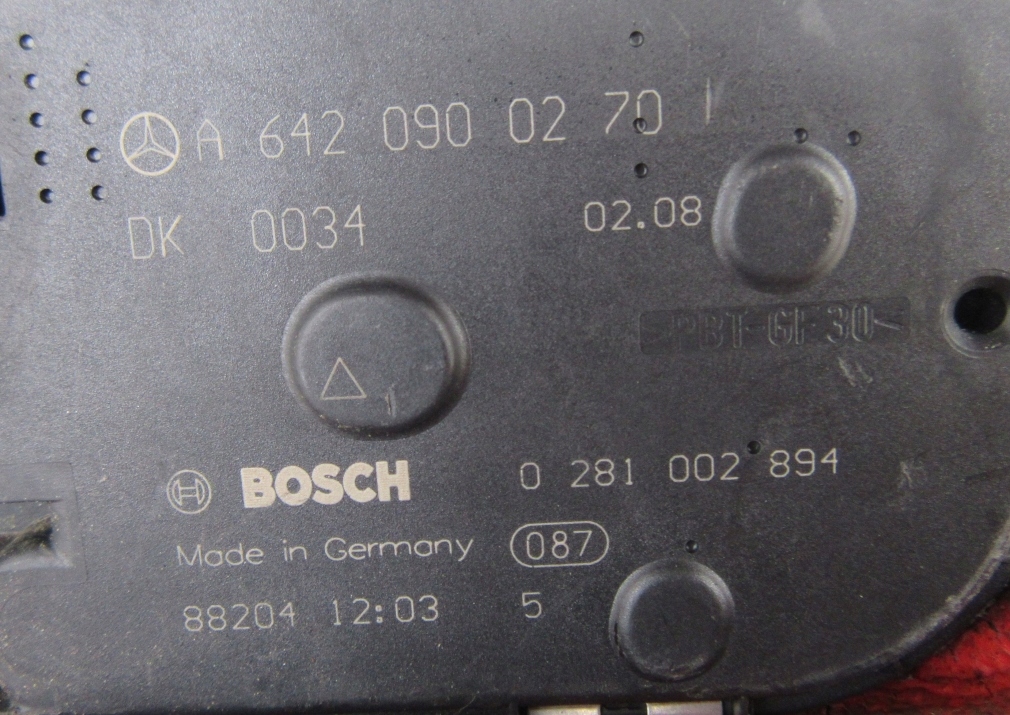 A 642 090 02 70
DK 0034 02.08
>PBT-GF30<
BOSCH 0 281 002 894
Made in Germany 087
88204 12:03 5